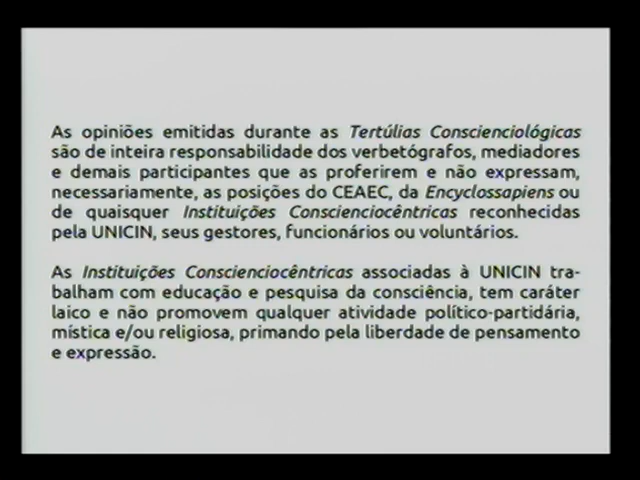 As opiniões emitidas durante as Tertúlias Conscienciológicas
são de inteira responsabilidade dos verbetógrafos, mediadores
e demais participantes que as proferirem e não expressam,
necessariamente, as posições do CEAEC, da Encyclossapiens ou
de quaisquer Instituições Conscienciocêntricas reconhecidas
pela UNICIN, seus gestores, funcionários ou voluntários.
As Instituições Conscienciocêntricas associadas à UNICIN tra-
balham com educação e pesquisa da consciência, tem caráter
laico e não promovem qualquer atividade político-partidária,
mística e/ou religiosa, primando pela liberdade de pensamento
e expressão.